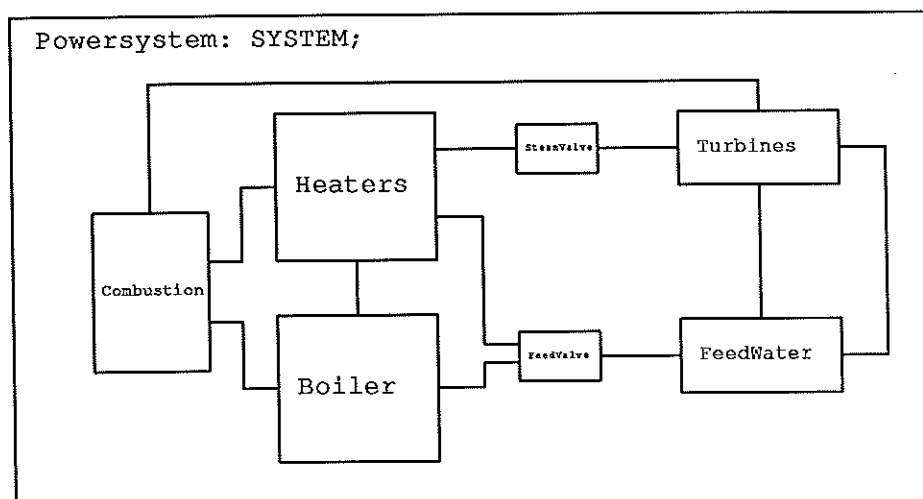 Powersystem: SYSTEM;
SteamValve
Turbines
Heaters
Combustion
FeedValve
FeedWater
Boiler